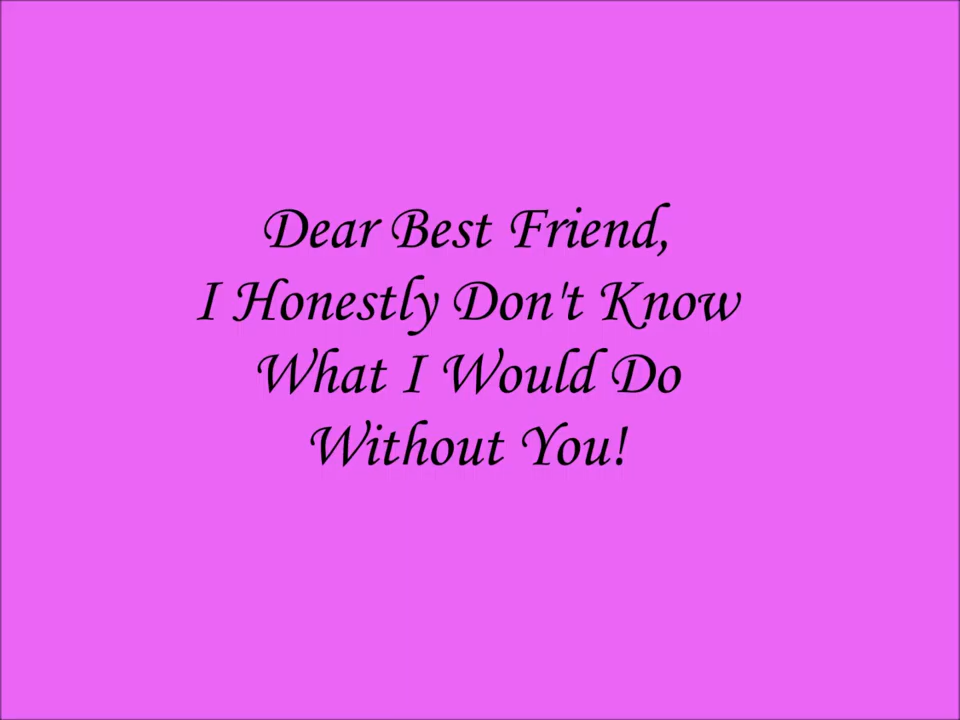 Dear Best Friend,
I Honestly Don't Know
What I Would Do
Without You!